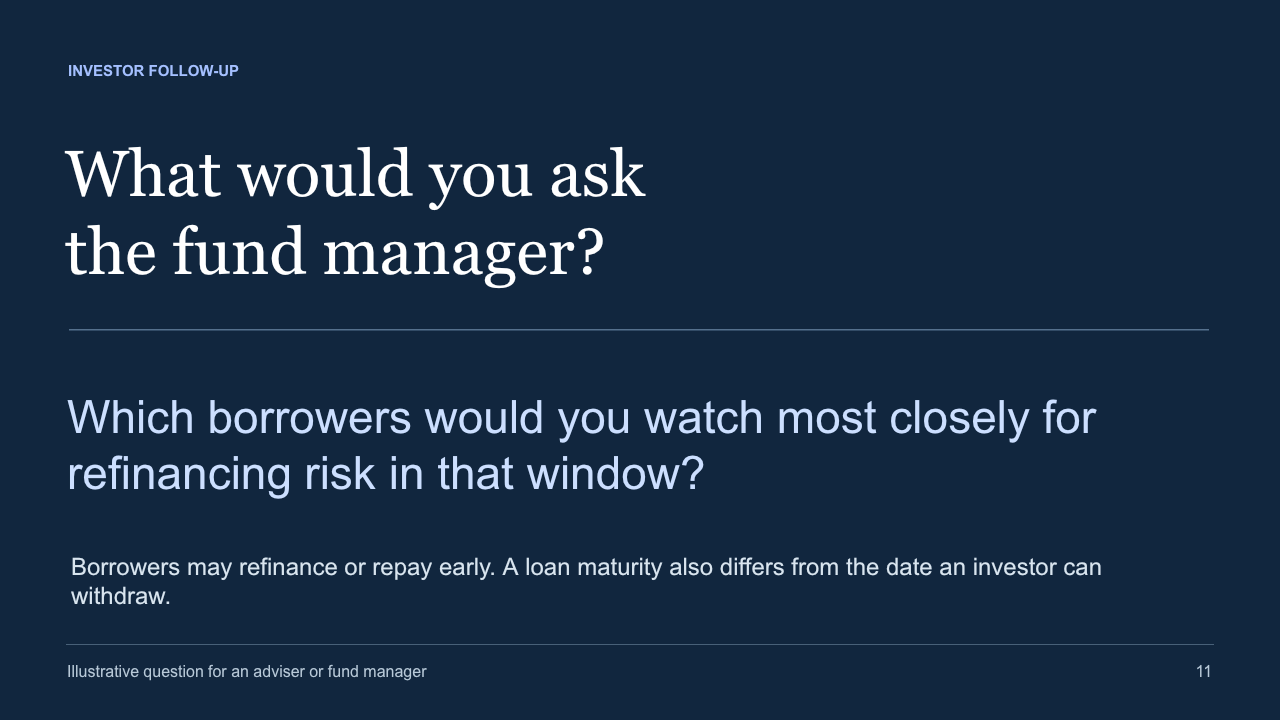 INVESTOR FOLLOW-UP
What would you ask
the fund manager?
Which borrowers would you watch most closely for
refinancing risk in that window?
Borrowers may refinance or repay early. A loan maturity also differs from the date an investor can
withdraw.
Illustrative question for an adviser or fund manager
11